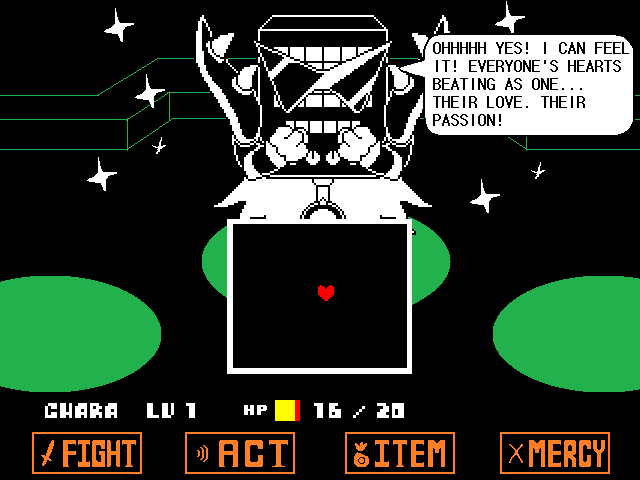 OHHHHH YES! I CAN FEEL
IT! EVERYONE'S HEARTS
BEATING AS ONE...
THEIR LOVE. THEIR
PASSION!
CHARA LV 1 HP 16 / 20
FIGHT ACT ITEM MERCY